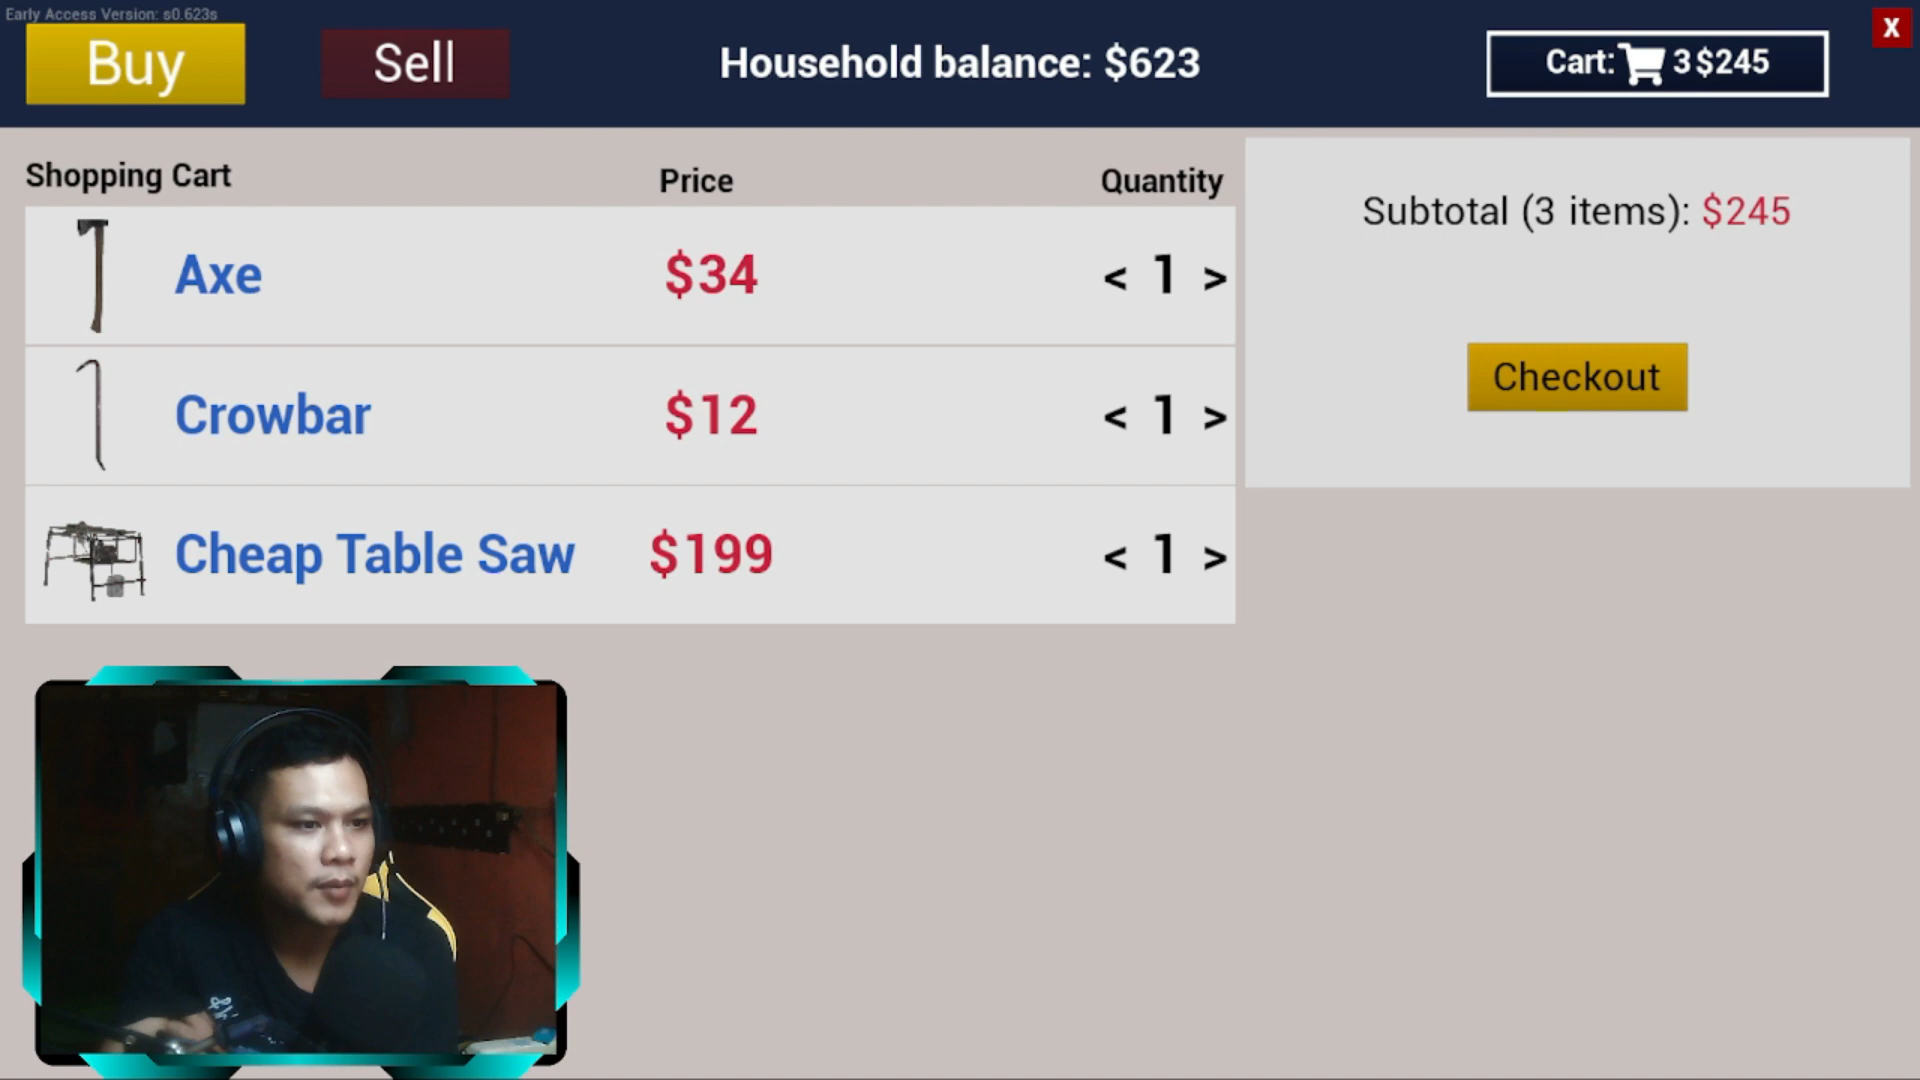 Early Access Version: s0.623s
Buy
Sell
Household balance: $623
Cart: 3 $245
X
Shopping Cart
Price
Quantity
Axe
$34
< 1 >
Crowbar
$12
< 1 >
Cheap Table Saw
$199
< 1 >
Subtotal (3 items): $245
Checkout